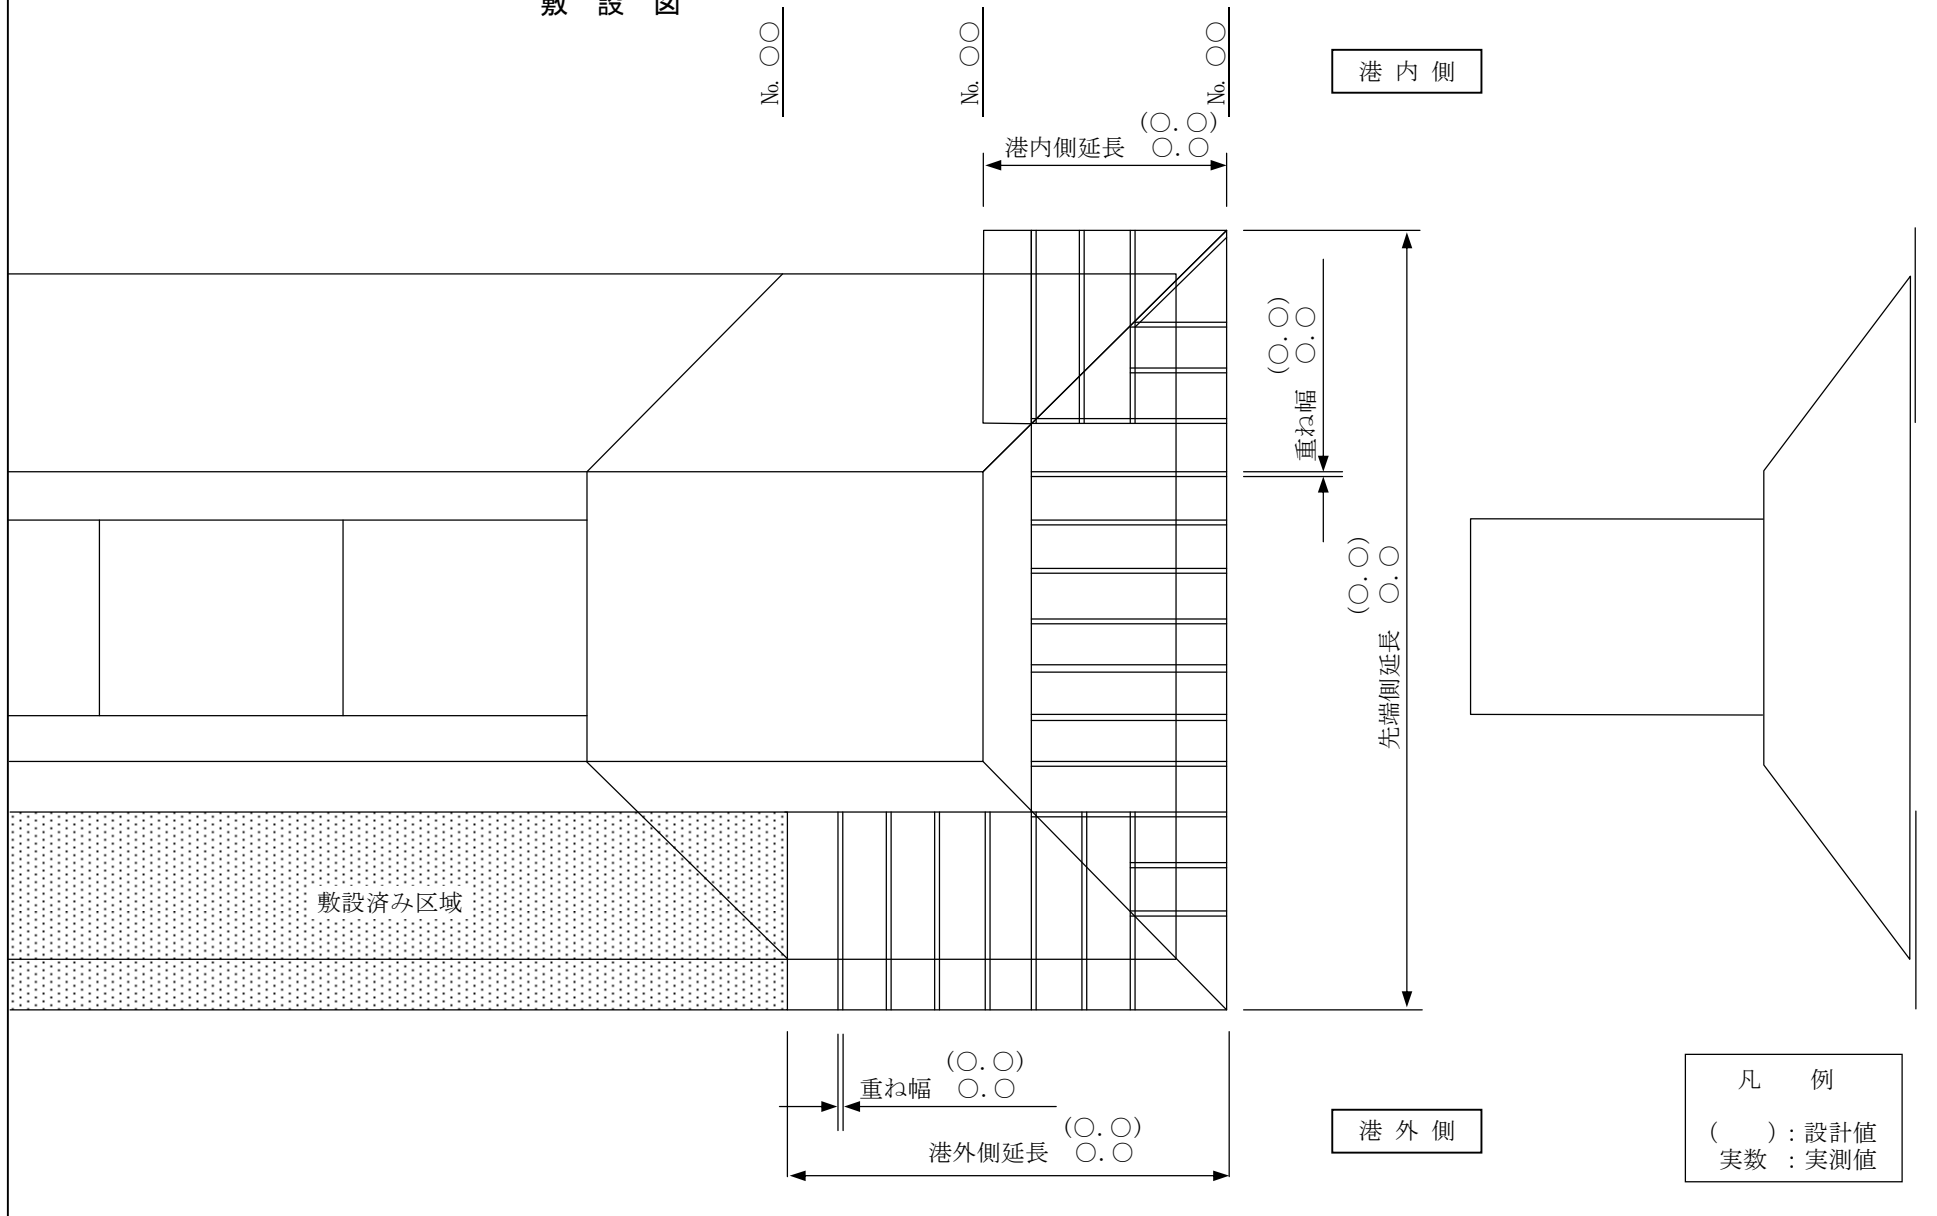 敷 設 図
No. ○○
No. ○○
No. ○○
港 内 側
(○.○)
港内側延長 ○.○
(○.○)
重ね幅 ○.○
(○.○)
先端側延長 ○.○
敷設済み区域
(○.○)
重ね幅 ○.○
(○.○)
港外側延長 ○.○
港 外 側
凡 例
( ):設計値
実数 :実測値